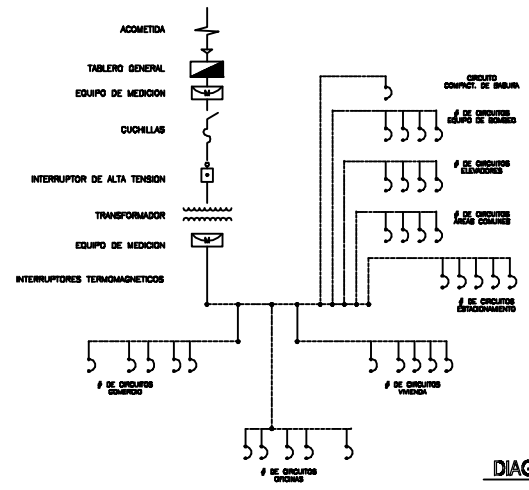 ACOMETIDA
TABLERO GENERAL
EQUIPO DE MEDICION
M
CUCHILLAS
INTERRUPTOR DE ALTA TENSION
TRANSFORMADOR
EQUIPO DE MEDICION
M
INTERRUPTORES TERMOMAGNETICOS
CIRCUITO
COMPACT. DE BASURA
# DE CIRCUITOS
EQUIPO DE BOMBEO
# DE CIRCUITOS
ELEVADORES
# DE CIRCUITOS
AREAS COMUNES
# DE CIRCUITOS
ESTACIONAMIENTO
# DE CIRCUITOS
COMERCIO
# DE CIRCUITOS
VIVIENDA
# DE CIRCUITOS
OFICINAS
DIAG